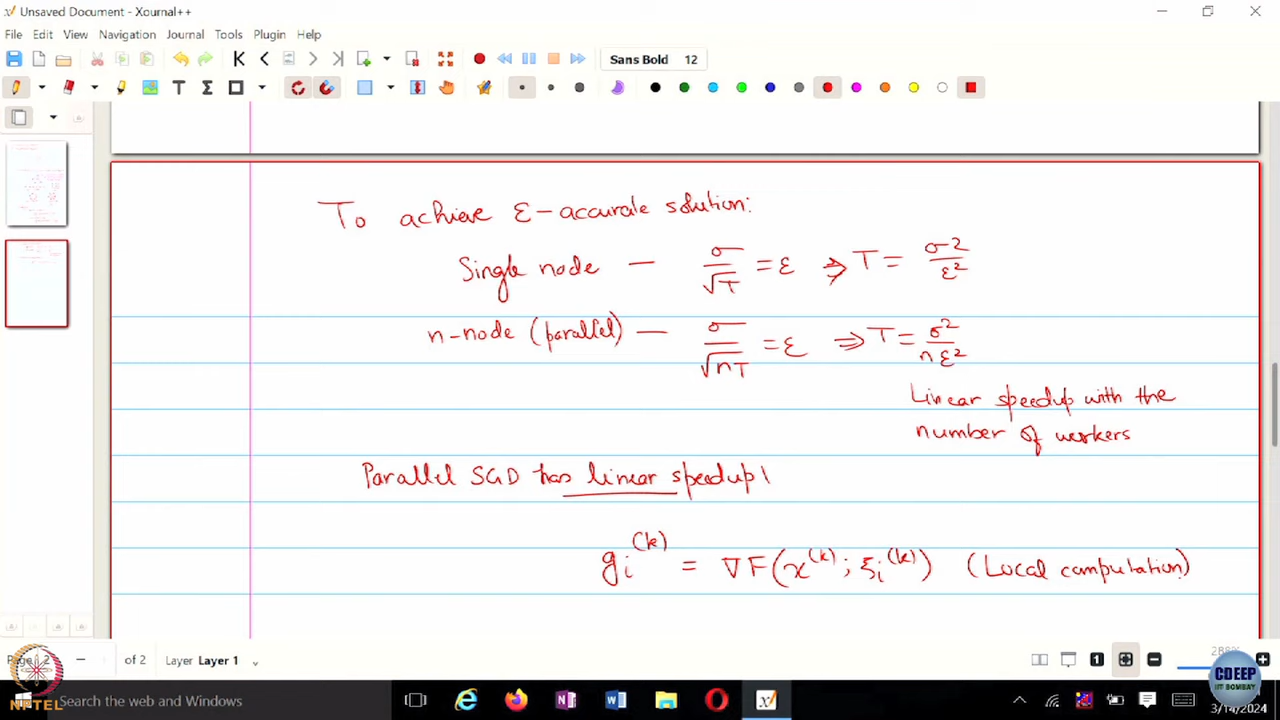 Unsaved Document - Xournal++
File Edit View Navigation Journal Tools Plugin Help
Sans Bold 12
To achieve ε-accurate solution:
Single node — σ/√T = ε ⇒ T = σ2/ε²
n-node (parallel) — σ/√nT = ε ⇒ T = σ²/nε²
Linear speedup with the
number of workers
Parallel SGD has linear speedup!
gᵢ⁽ᵏ⁾ = ∇F(x⁽ᵏ⁾; ξᵢ⁽ᵏ⁾) (Local computation)
of 2 Layer Layer 1
288%
CDEEP
IIT BOMBAY
NPTEL
Search the web and Windows
3/14/2024